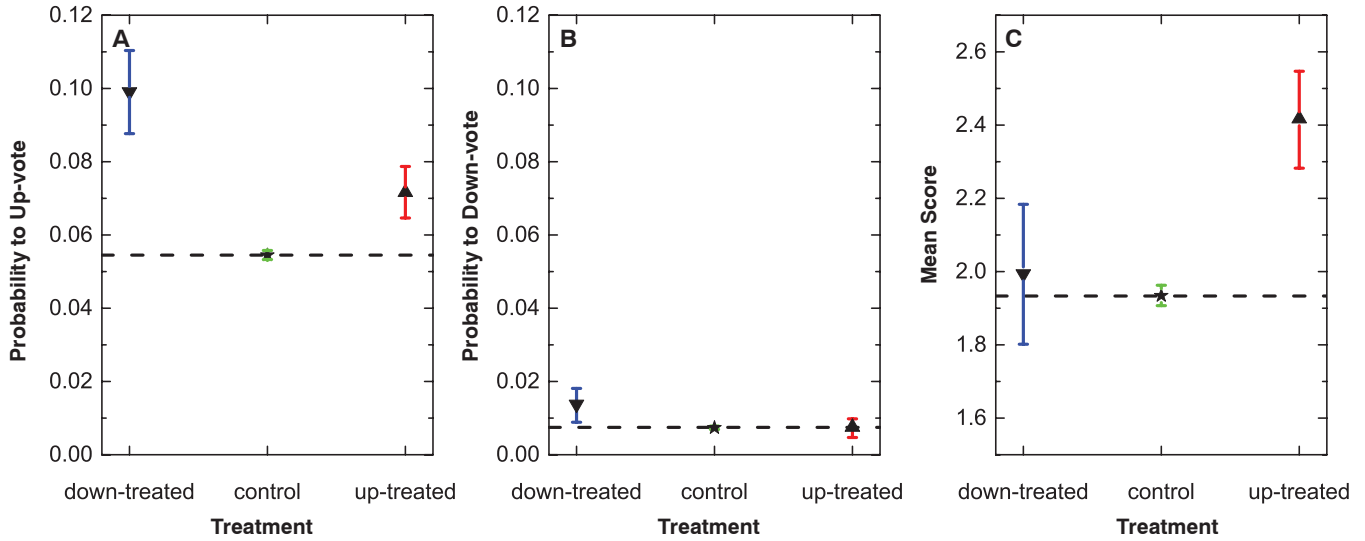 A
Probability to Up-vote
0.12
0.10
0.08
0.06
0.04
0.02
0.00
down-treated control up-treated
Treatment
B
Probability to Down-vote
0.12
0.10
0.08
0.06
0.04
0.02
0.00
down-treated control up-treated
Treatment
C
Mean Score
2.6
2.4
2.2
2.0
1.8
1.6
down-treated control up-treated
Treatment